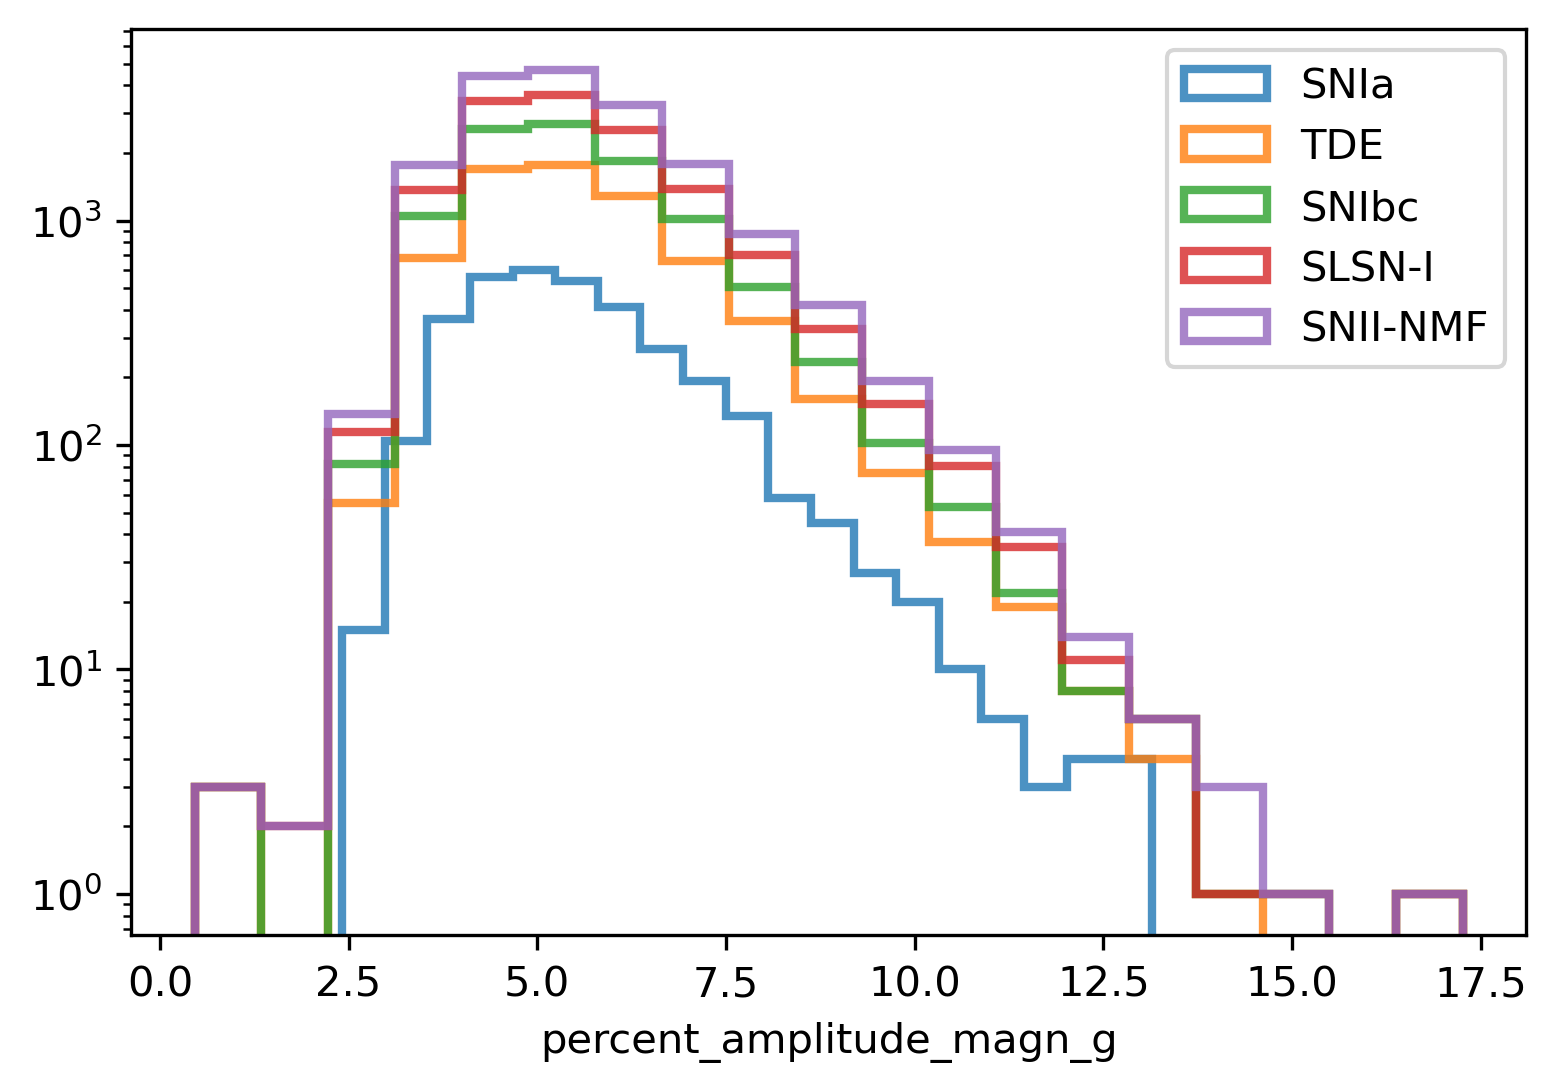 10³
10²
10¹
10⁰
0.0 2.5 5.0 7.5 10.0 12.5 15.0 17.5
percent_amplitude_magn_g
SNIa
TDE
SNIbc
SLSN-I
SNII-NMF